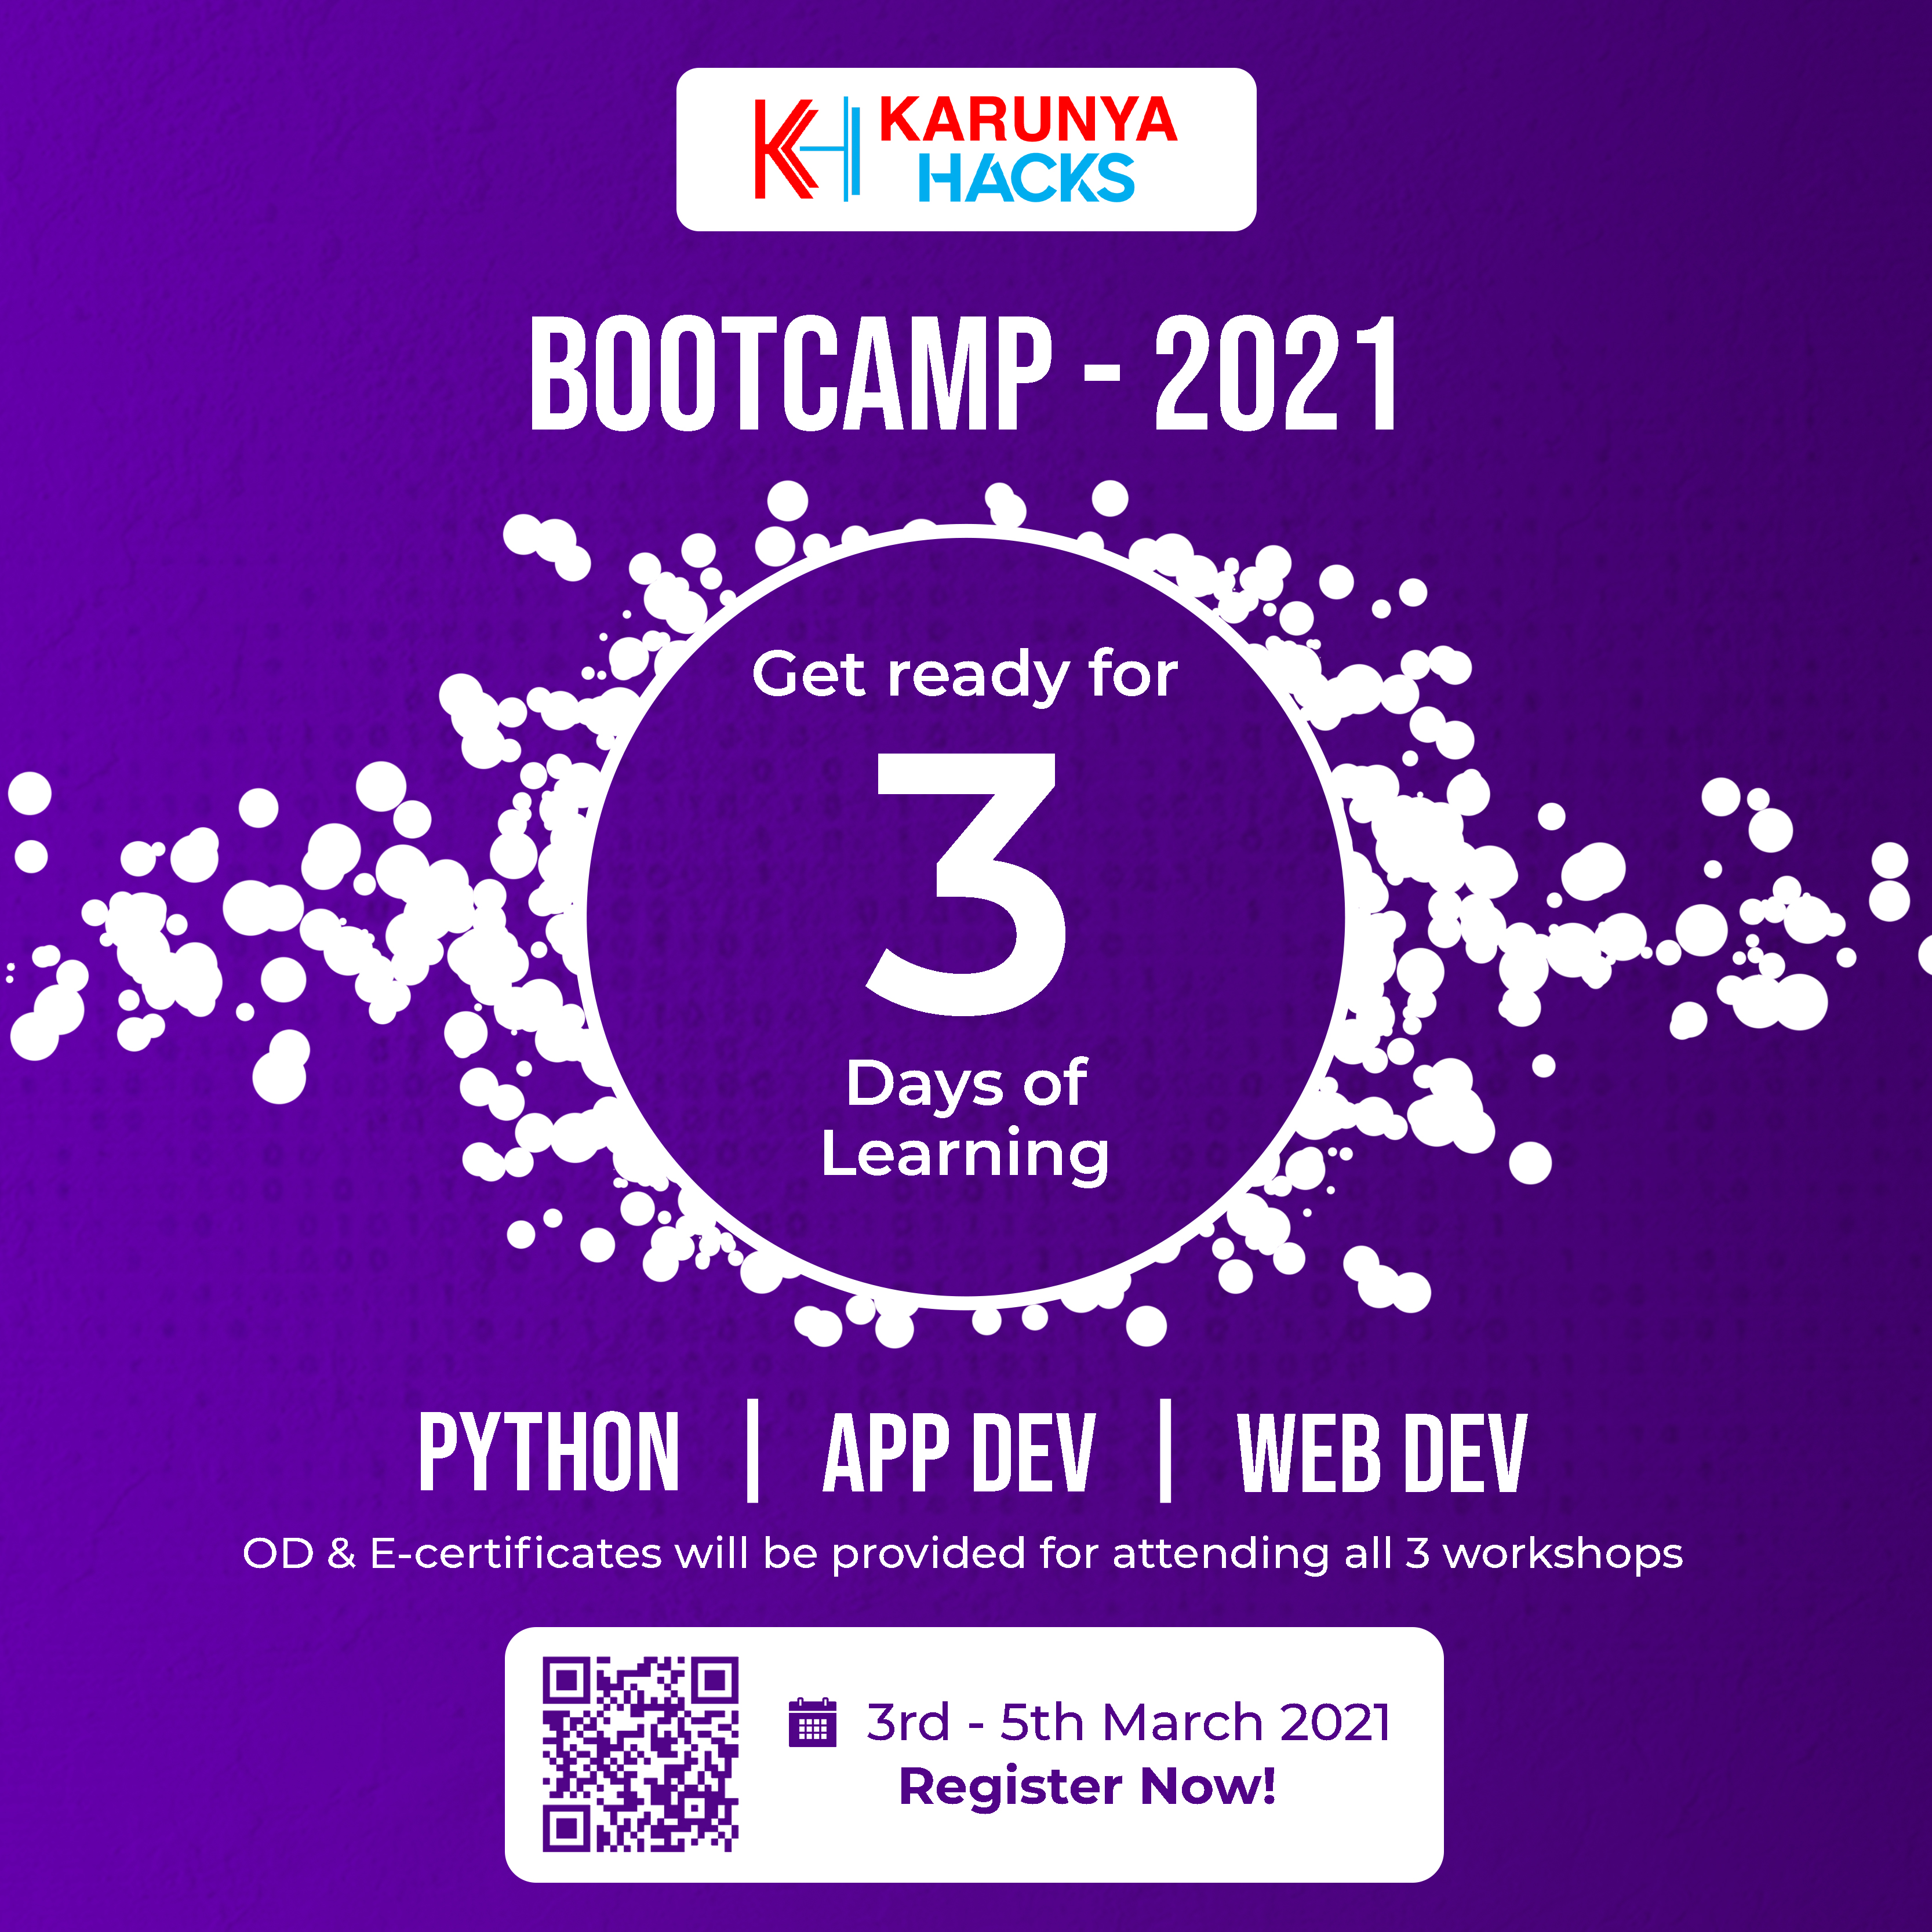 KH KARUNYA
HACKS
BOOTCAMP - 2021
Get ready for
3
Days of
Learning
PYTHON | APP DEV | WEB DEV
OD & E-certificates will be provided for attending all 3 workshops
3rd - 5th March 2021
Register Now!